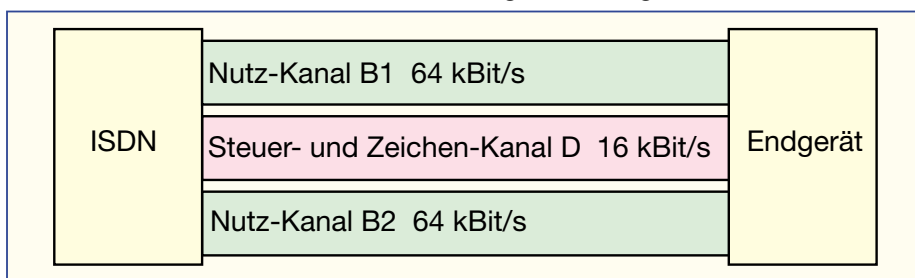 Nutz-Kanal B1 64 kBit/s
ISDN
Steuer- und Zeichen-Kanal D 16 kBit/s
Endgerät
Nutz-Kanal B2 64 kBit/s